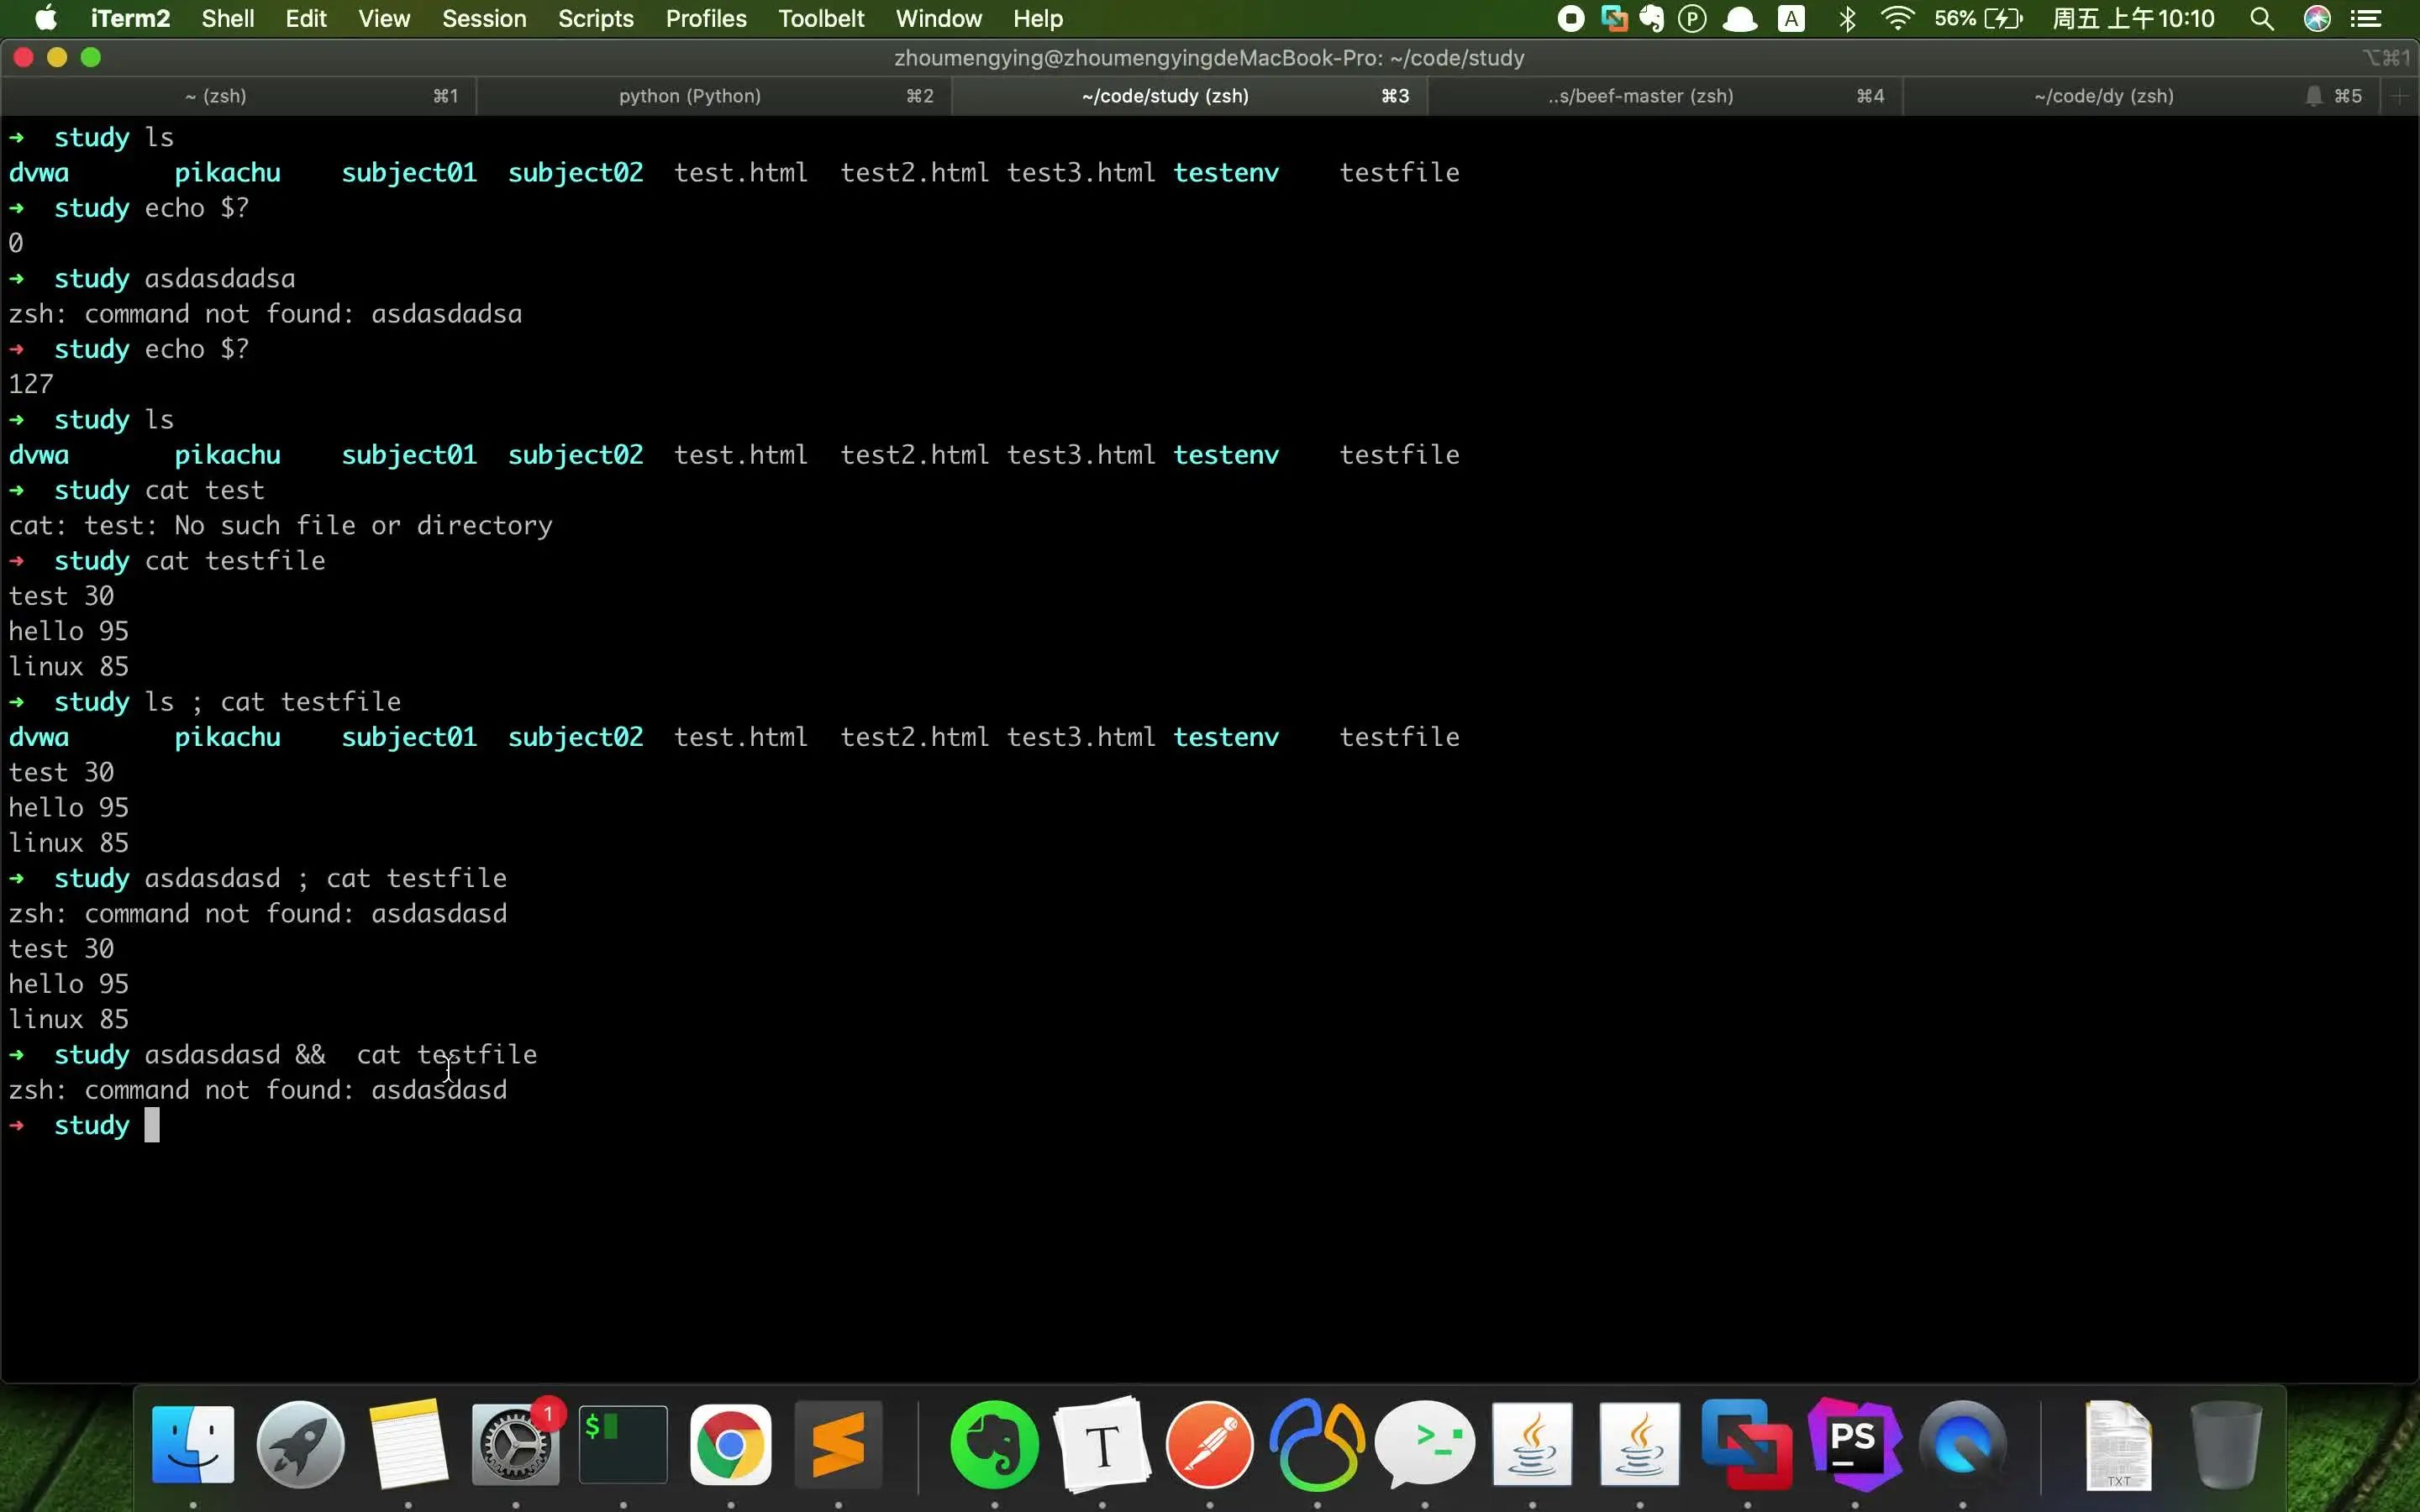 iTerm2 Shell Edit View Session Scripts Profiles Toolbelt Window Help P A 56% 周五 上午10:10
zhoumengying@zhoumengyingdeMacBook-Pro: ~/code/study ⌥⌘1
~ (zsh) ⌘1 python (Python) ⌘2 ~/code/study (zsh) ⌘3 ..s/beef-master (zsh) ⌘4 ~/code/dy (zsh) ⌘5
➜ study ls
dvwa pikachu subject01 subject02 test.html test2.html test3.html testenv testfile
➜ study echo $?
0
➜ study asdasdadsa
zsh: command not found: asdasdadsa
➜ study echo $?
127
➜ study ls
dvwa pikachu subject01 subject02 test.html test2.html test3.html testenv testfile
➜ study cat test
cat: test: No such file or directory
➜ study cat testfile
test 30
hello 95
linux 85
➜ study ls ; cat testfile
dvwa pikachu subject01 subject02 test.html test2.html test3.html testenv testfile
test 30
hello 95
linux 85
➜ study asdasdasd ; cat testfile
zsh: command not found: asdasdasd
test 30
hello 95
linux 85
➜ study asdasdasd &&  cat testfile
zsh: command not found: asdasdasd
➜ study
1 $ T >_ PS TXT